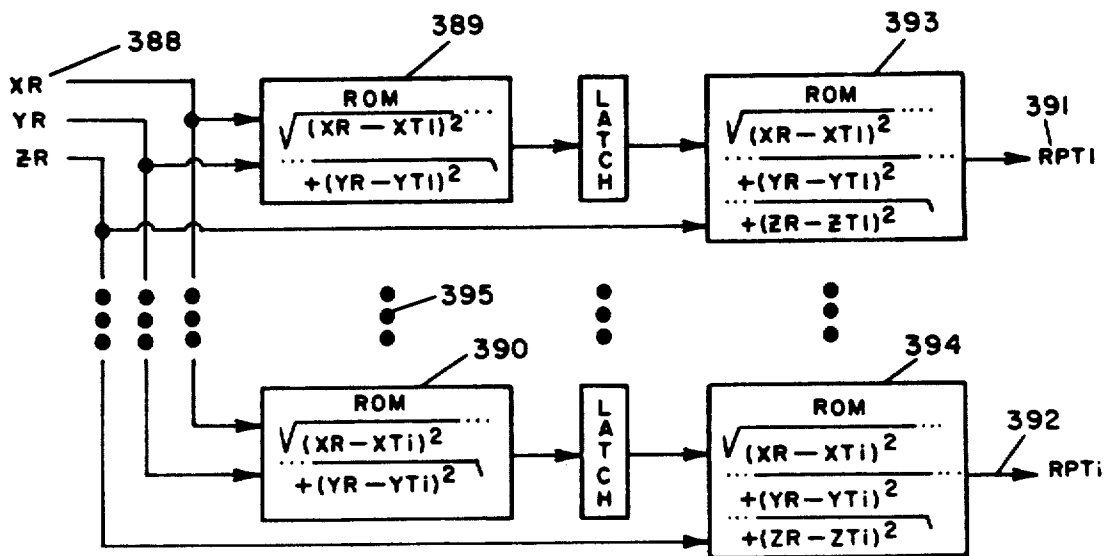 388
XR
YR
ZR
389
ROM
√(XR – XT1)² ...
... +(YR – YT1)²
LATCH
393
ROM
√(XR – XT1)² ...
... +(YR – YT1)² ...
... +(ZR – ZT1)²
391
RPT1
395
390
ROM
√(XR – XTi)² ...
... +(YR – YTi)²
LATCH
394
ROM
√(XR – XTi)² ...
... +(YR – YTi)² ...
... +(ZR – ZTi)²
392
RPTi